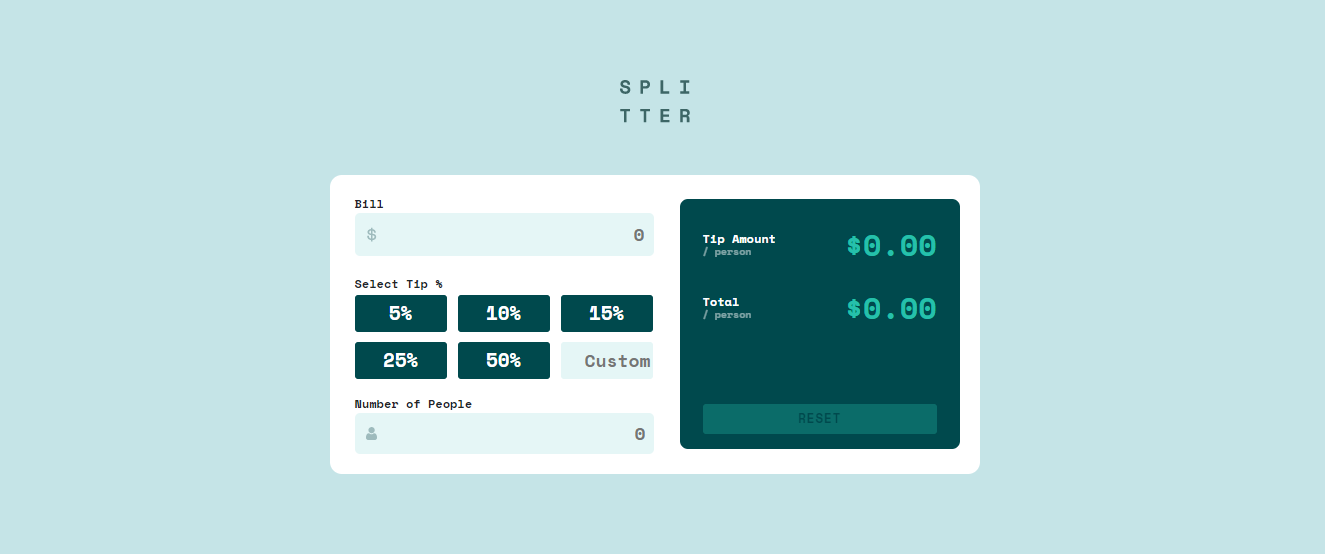 SPLI
TTER
Bill
$ 0
Select Tip %
5% 10% 15%
25% 50% Custom
Number of People
0
Tip Amount
/ person
$0.00
Total
/ person
$0.00
RESET